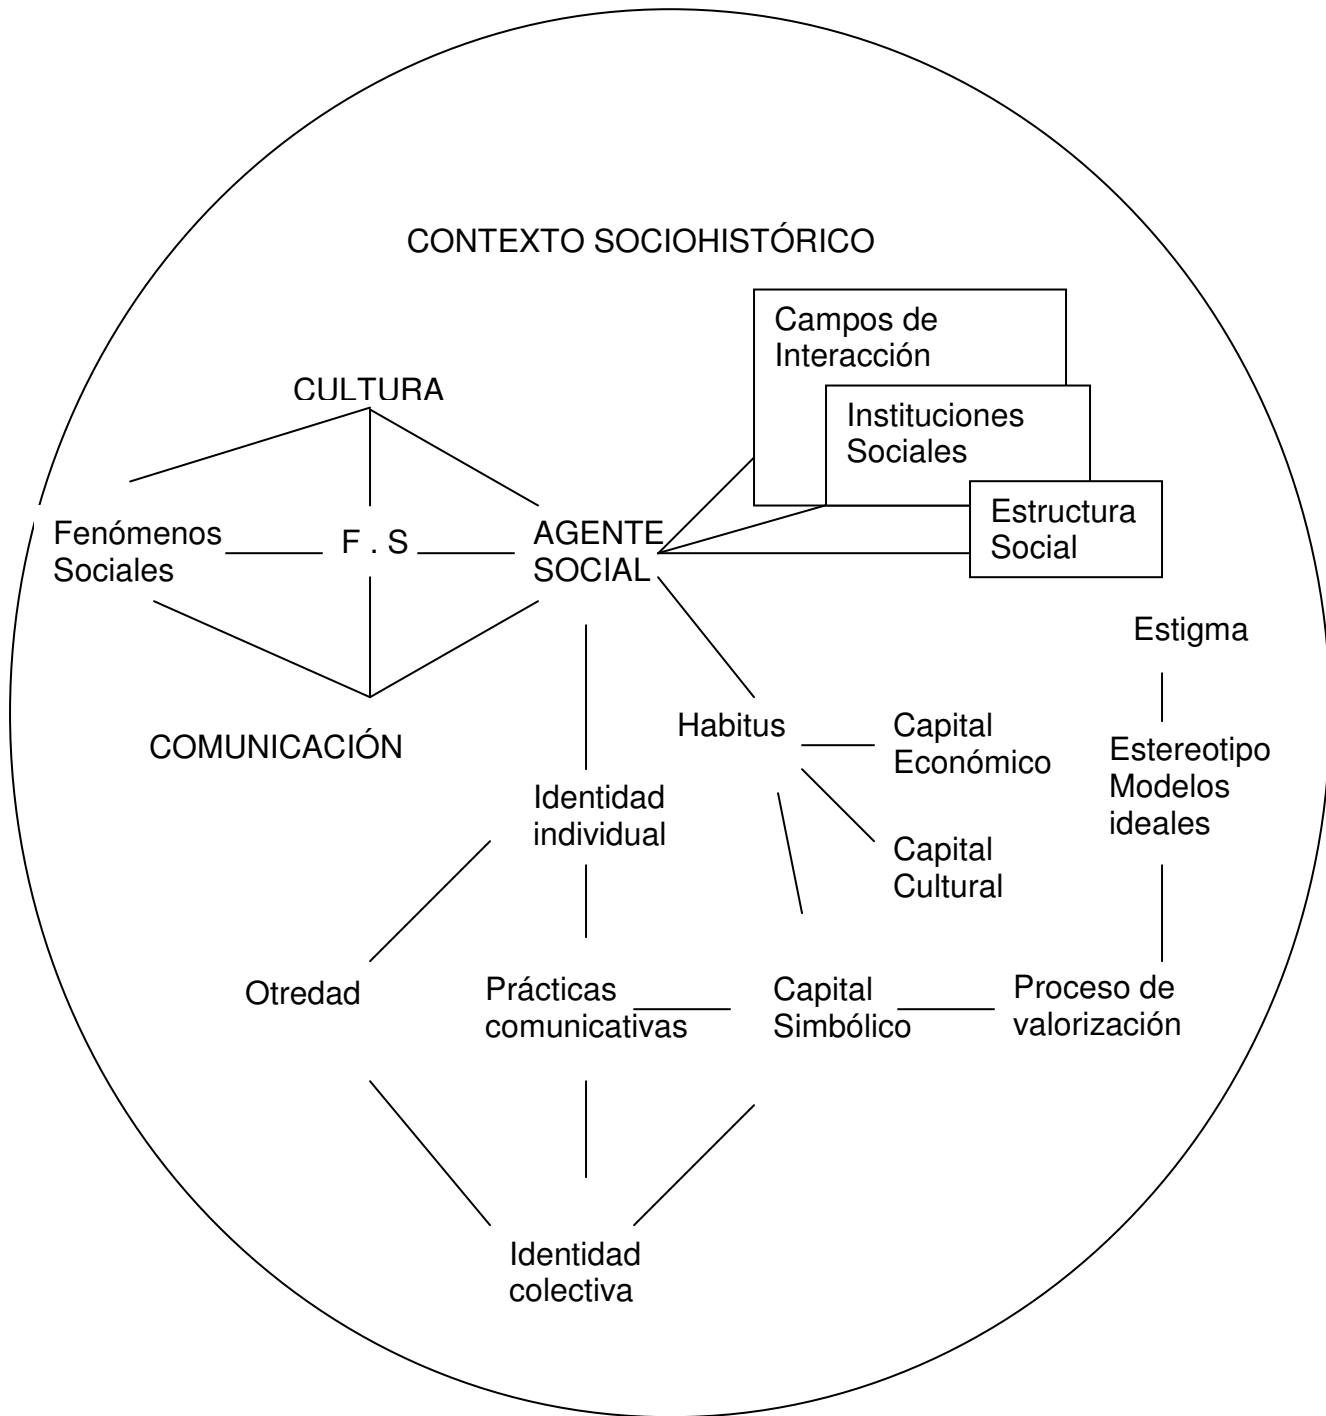 CONTEXTO SOCIOHISTÓRICO
Campos de
Interacción
CULTURA
Instituciones
Sociales
Estructura
Social
Fenómenos
Sociales
F . S
AGENTE
SOCIAL
Estigma
COMUNICACIÓN
Habitus
Capital
Económico
Estereotipo
Modelos
ideales
Identidad
individual
Capital
Cultural
Otredad
Prácticas
comunicativas
Capital
Simbólico
Proceso de
valorización
Identidad
colectiva